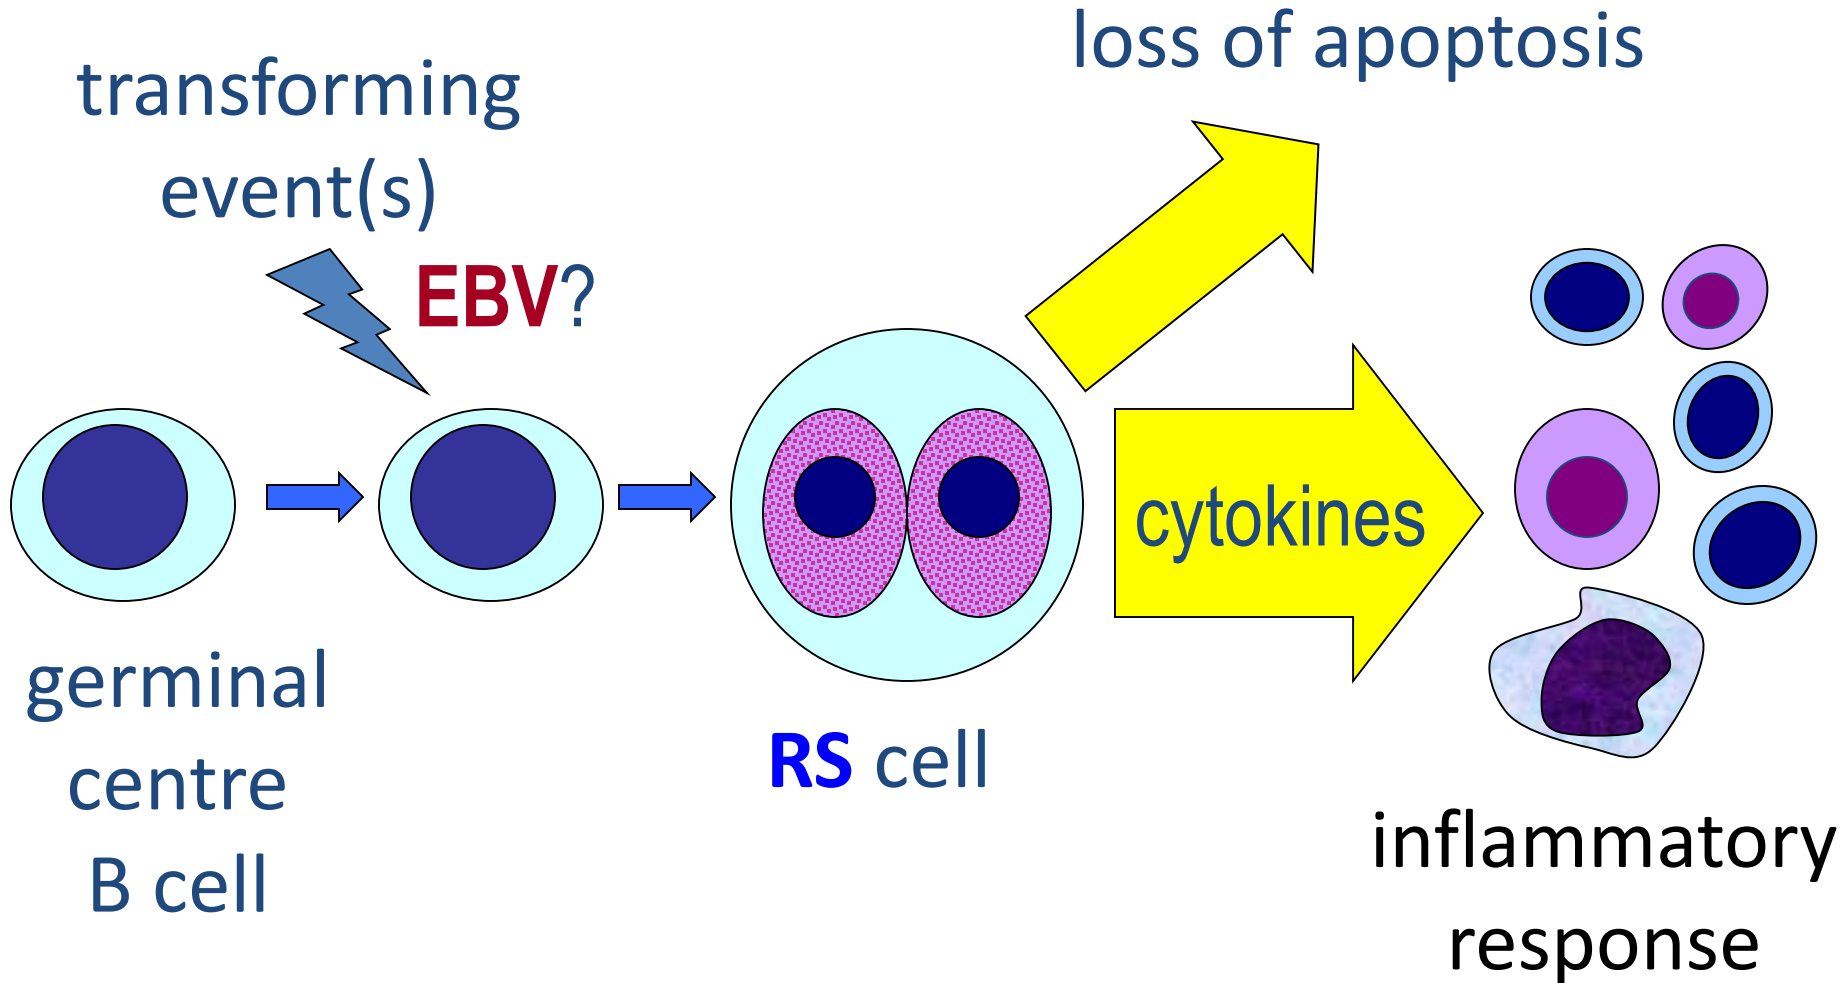 transforming
event(s)
EBV?
germinal
centre
B cell
RS cell
loss of apoptosis
cytokines
inflammatory
response